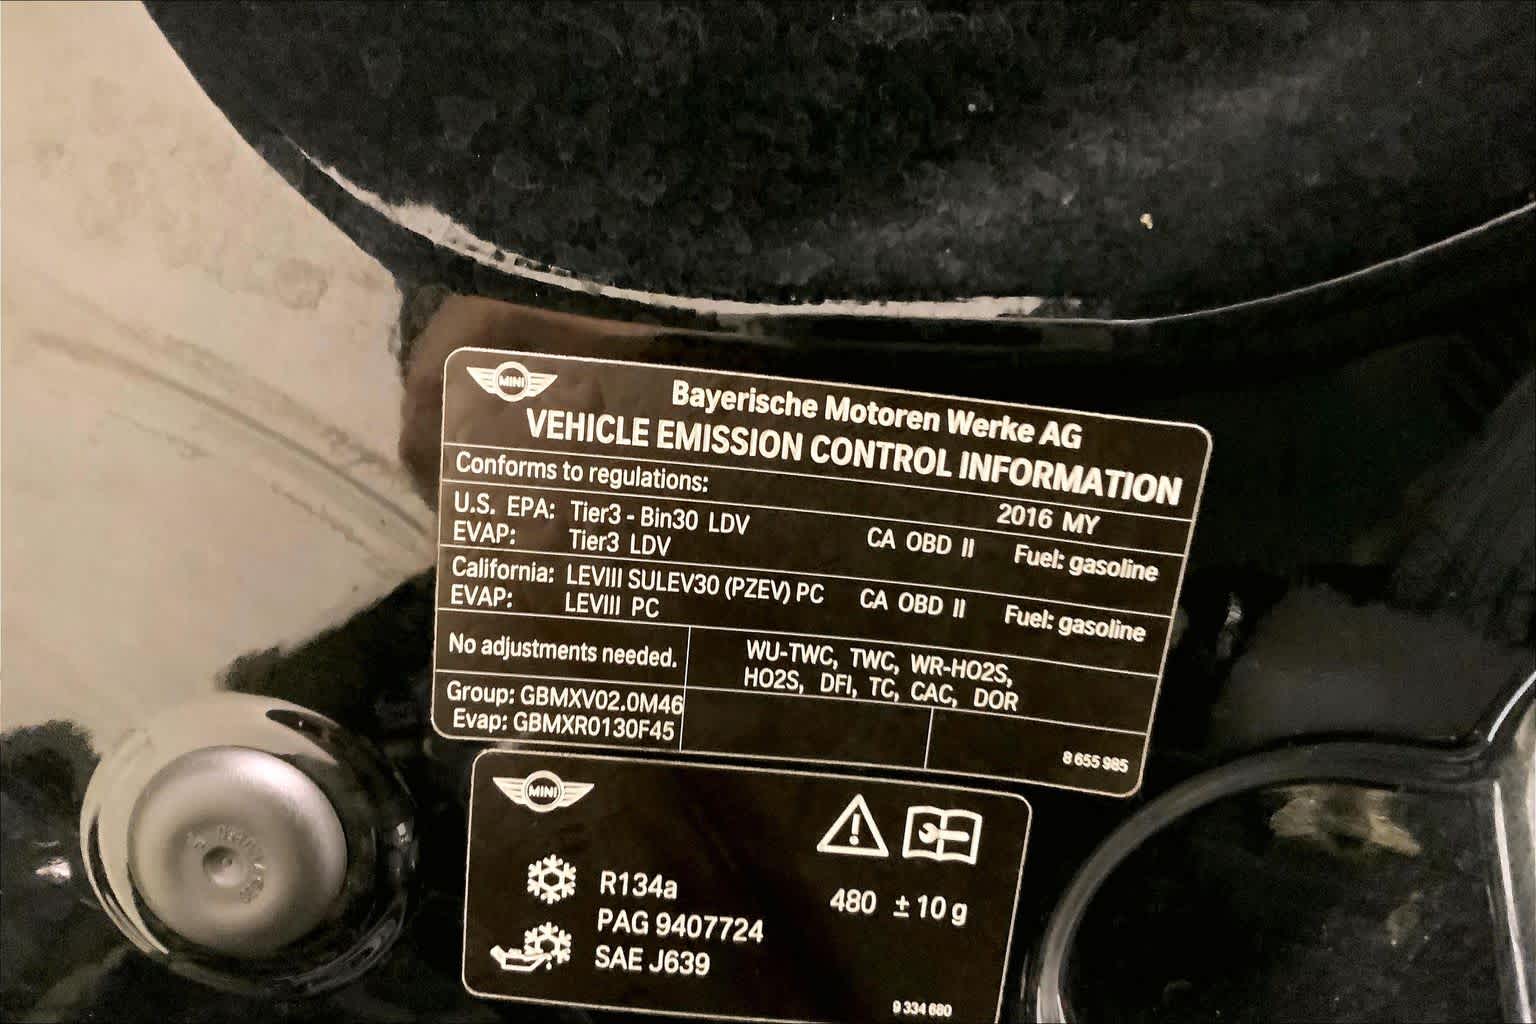 MINI
Bayerische Motoren Werke AG
VEHICLE EMISSION CONTROL INFORMATION
Conforms to regulations:
2016 MY
U.S. EPA: Tier3 - Bin30 LDV CA OBD II Fuel: gasoline
EVAP: Tier3 LDV
California: LEVIII SULEV30 (PZEV) PC CA OBD II Fuel: gasoline
EVAP: LEVIII PC
No adjustments needed.
WU-TWC, TWC, WR-HO2S,
HO2S, DFI, TC, CAC, DOR
Group: GBMXV02.0M46
Evap: GBMXR0130F45
8 655 985
MINI
R134a
480 ± 10 g
PAG 9407724
SAE J639
9 334 680